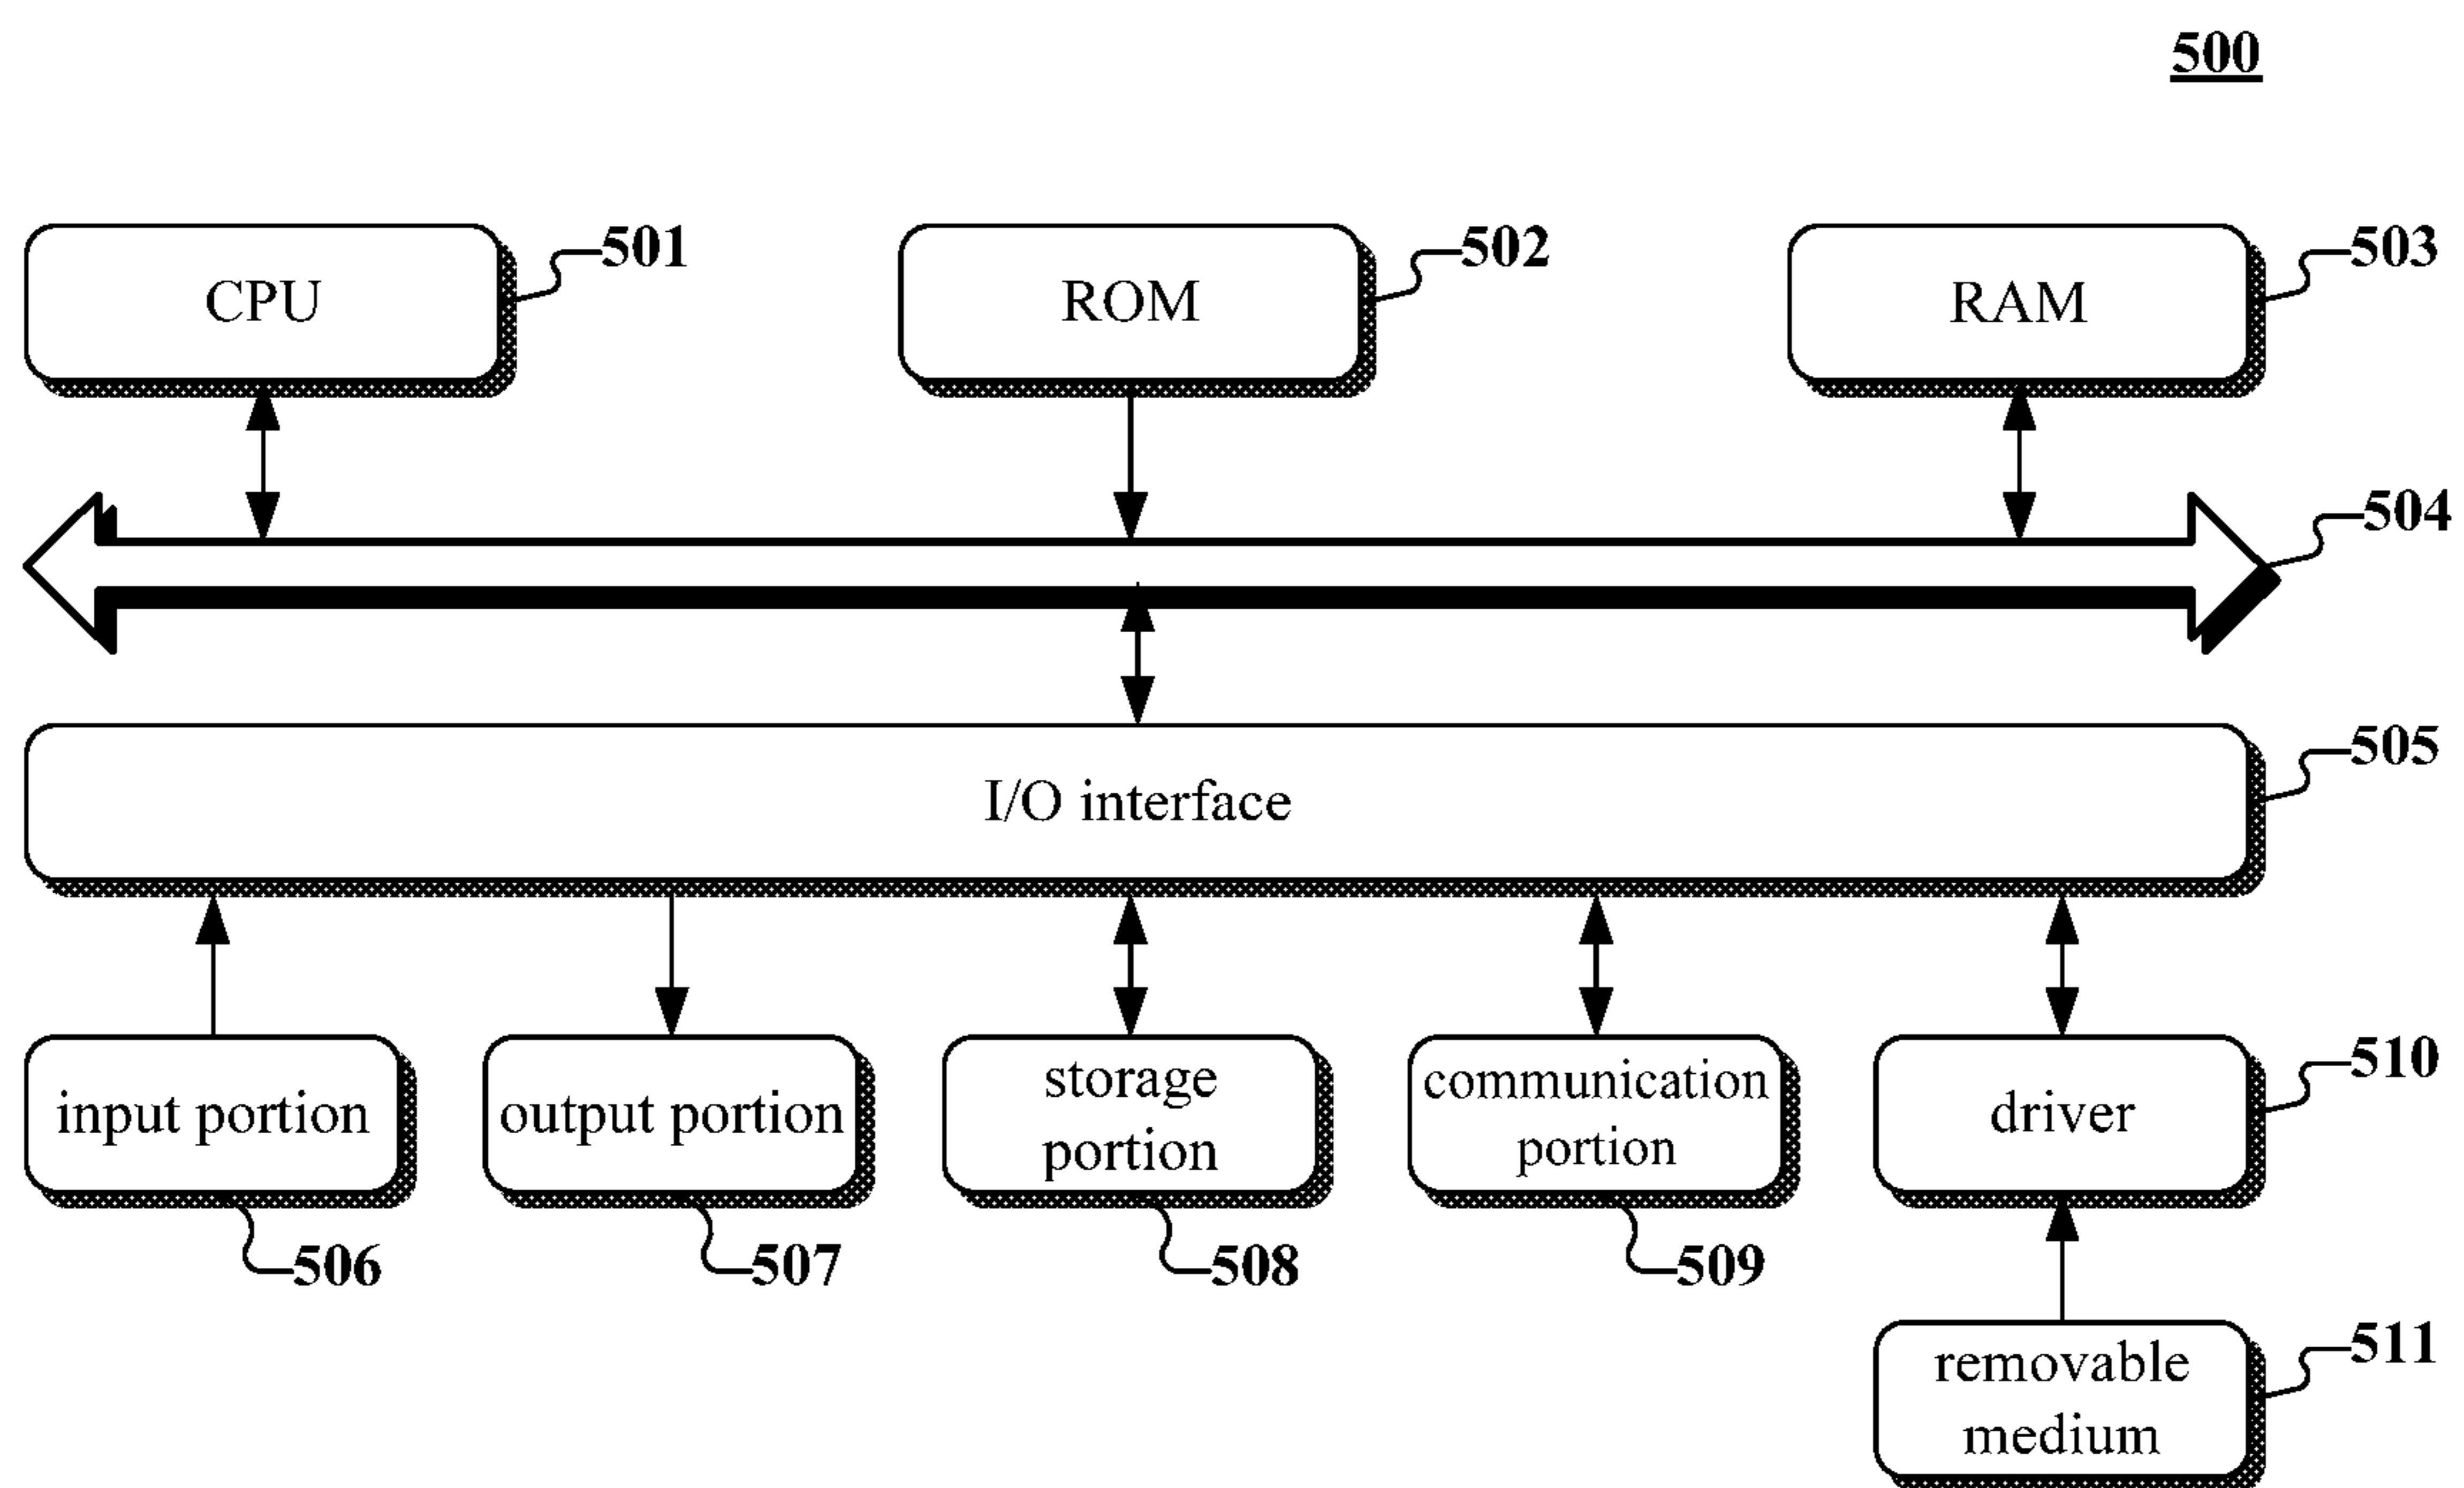 500
CPU
501
ROM
502
RAM
503
504
I/O interface
505
input portion
506
output portion
507
storage
portion
508
communication
portion
509
driver
510
removable
medium
511